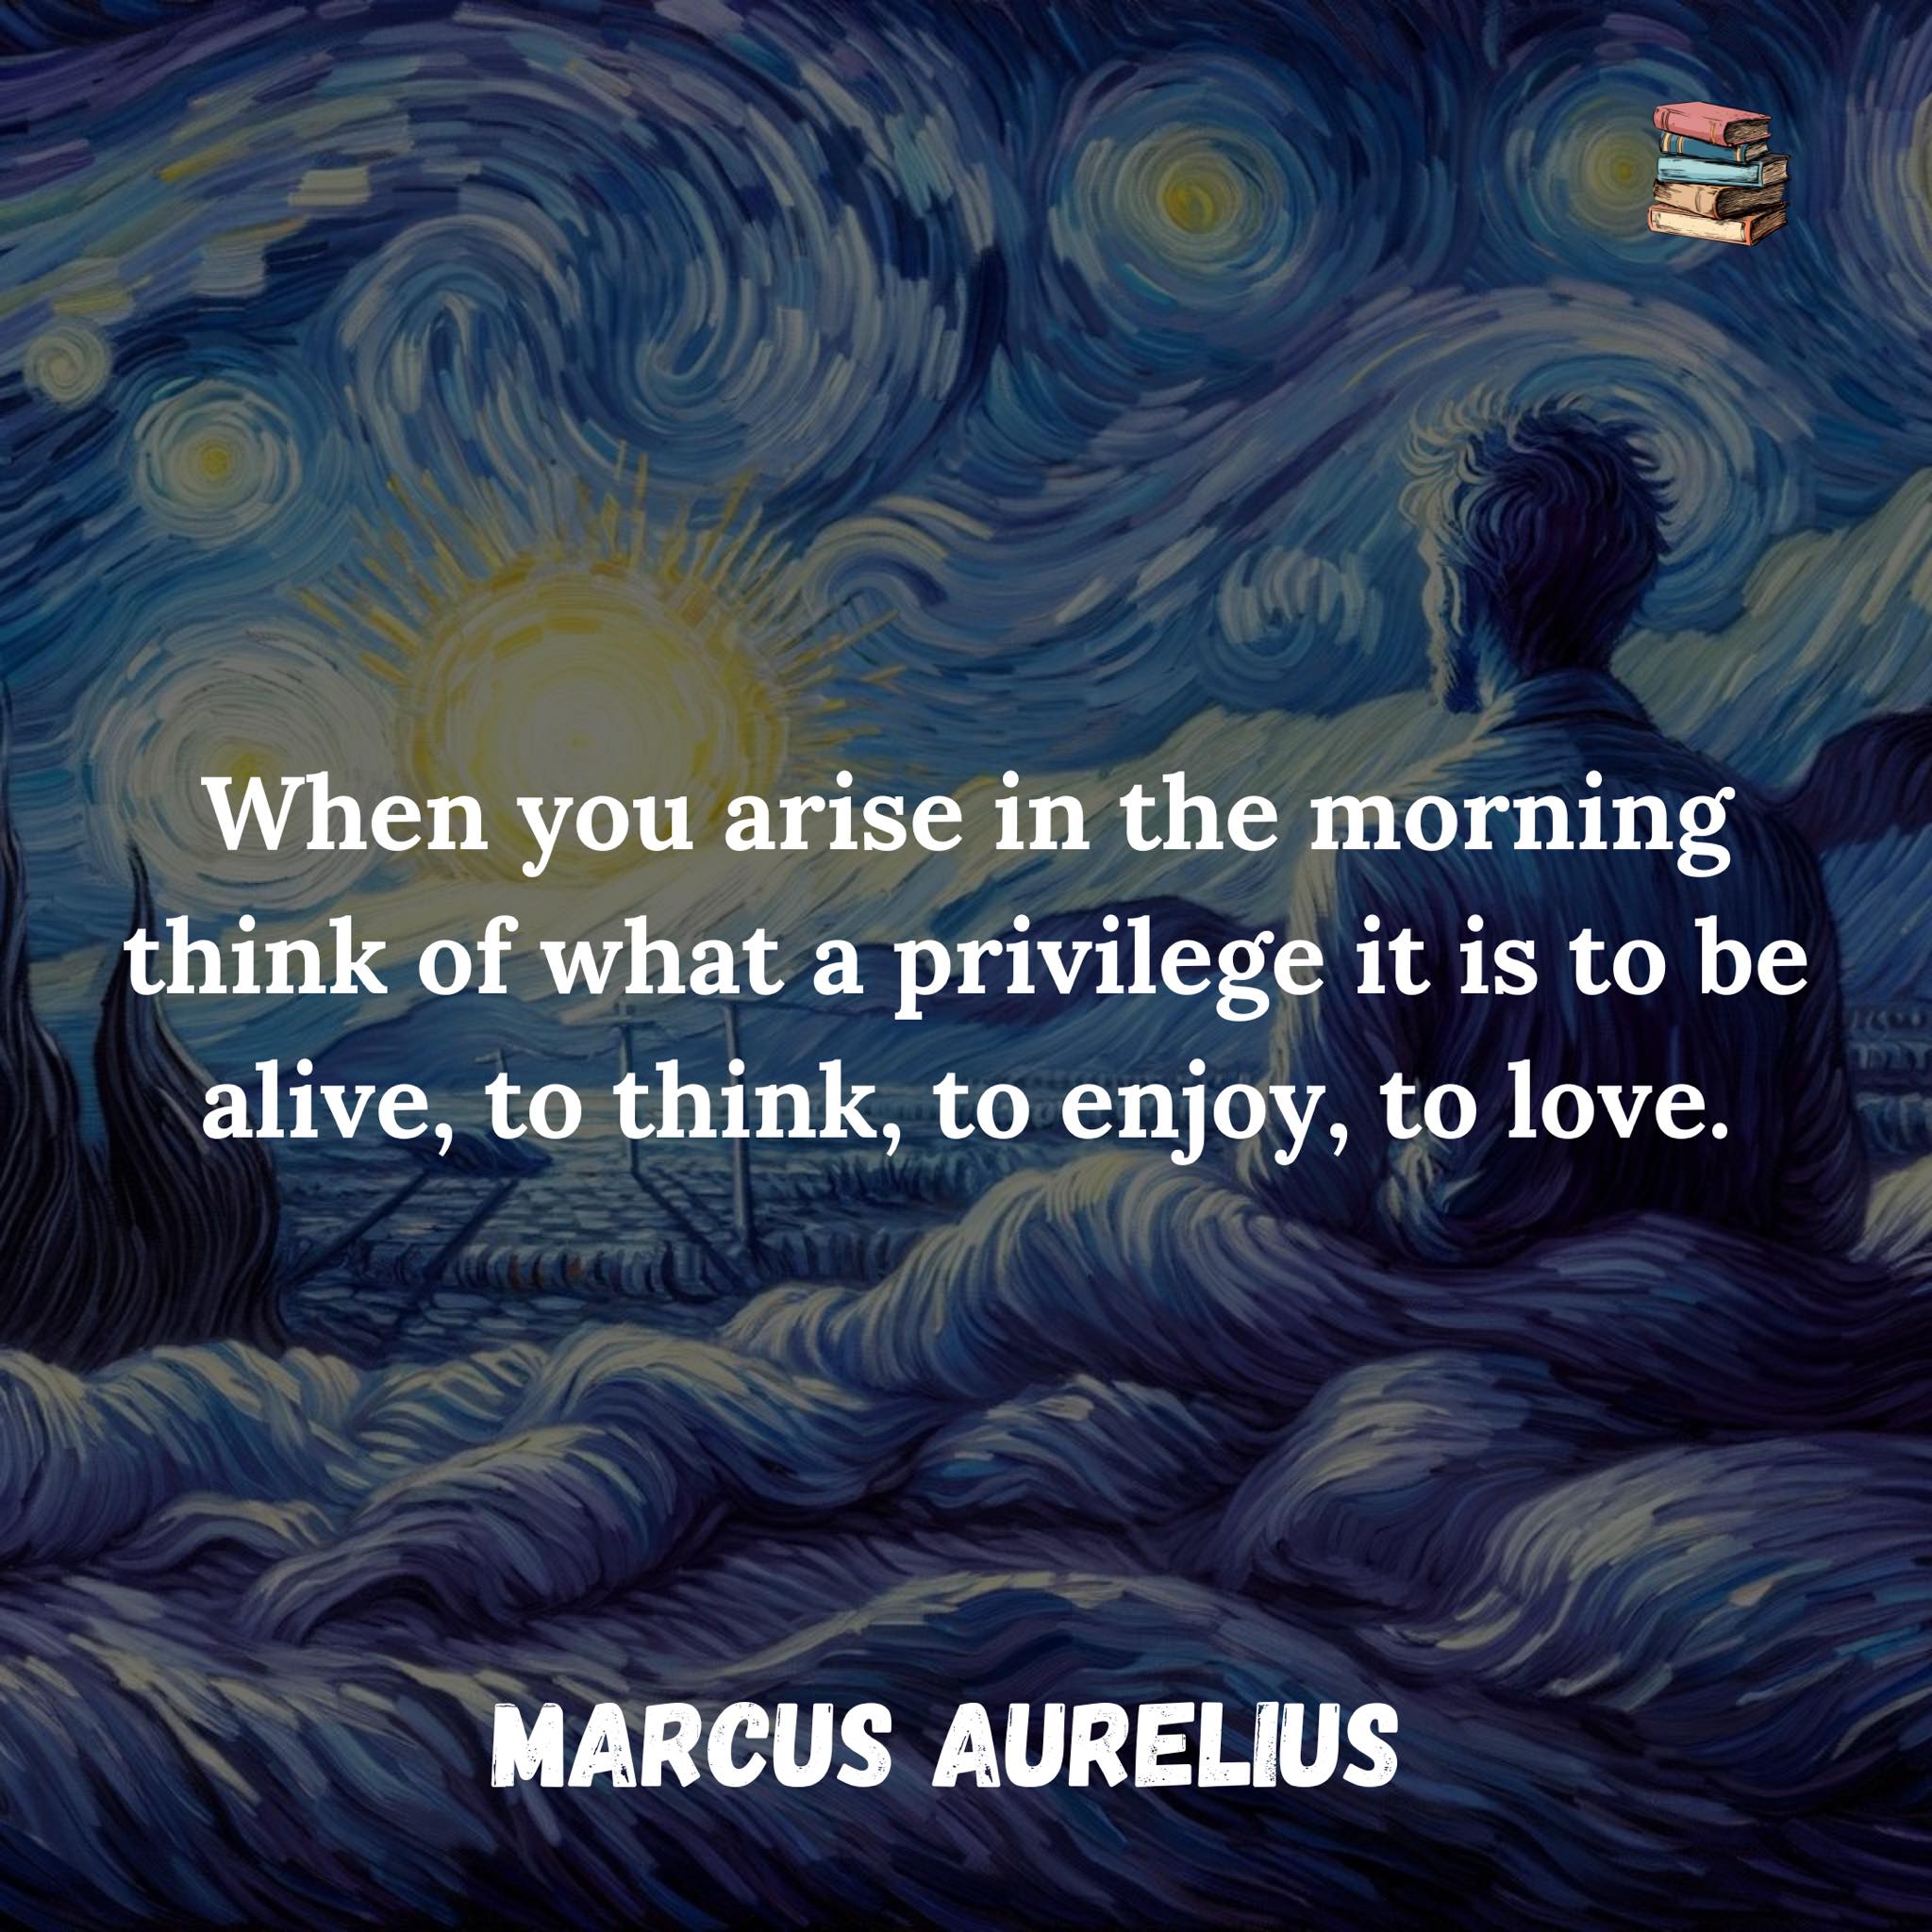 When you arise in the morning
think of what a privilege it is to be
alive, to think, to enjoy, to love.
MARCUS AURELIUS